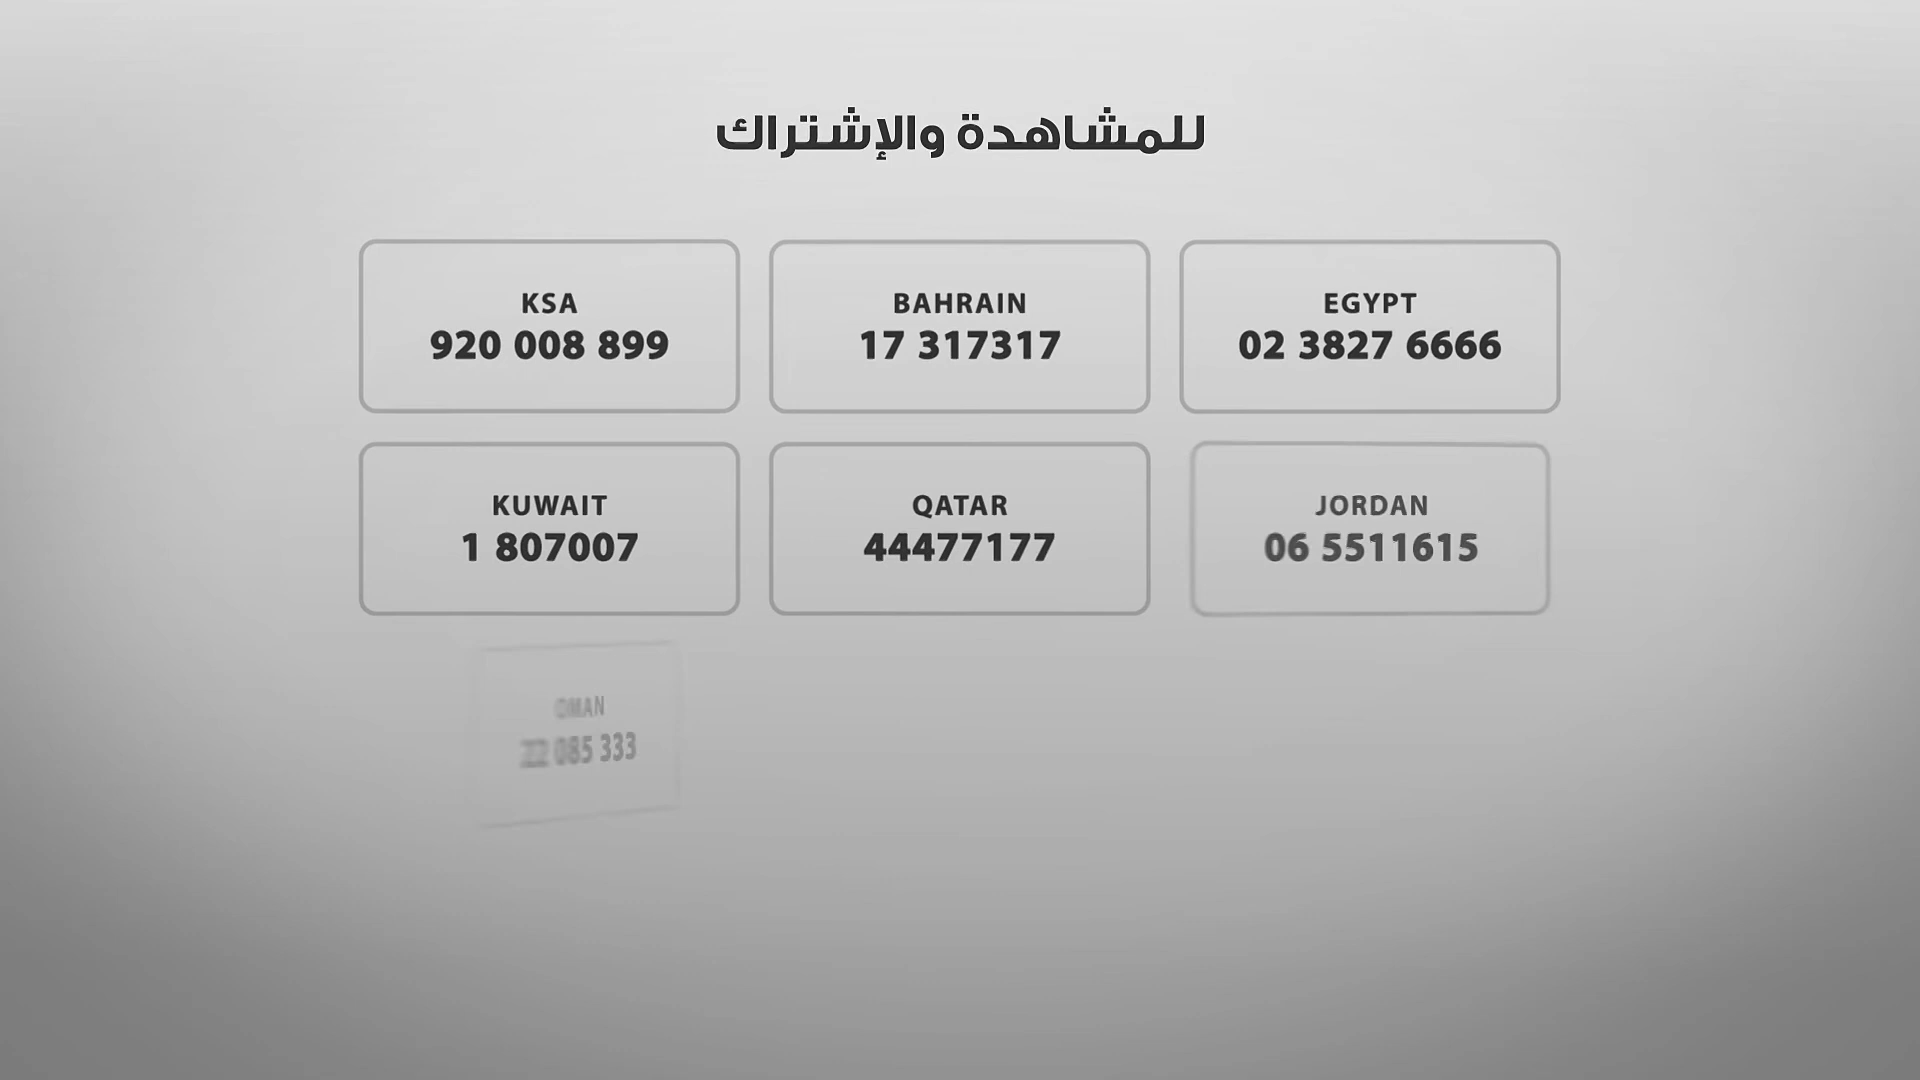 للمشاهدة والإشتراك
KSA
920 008 899
BAHRAIN
17 317317
EGYPT
02 3827 6666
KUWAIT
1 807007
QATAR
44477177
JORDAN
06 5511615
OMAN
22 085 333